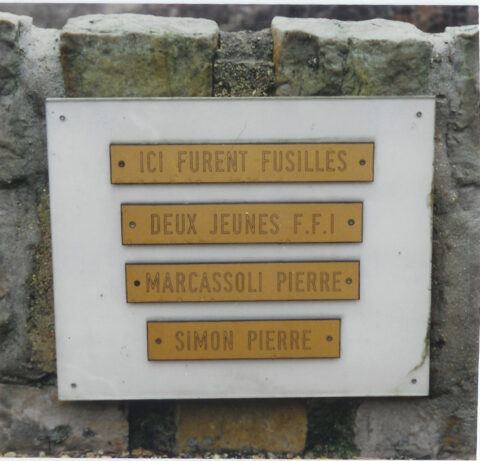 ICI FURENT FUSILLES
DEUX JEUNES F.F.I
MARCASSOLI PIERRE
SIMON PIERRE